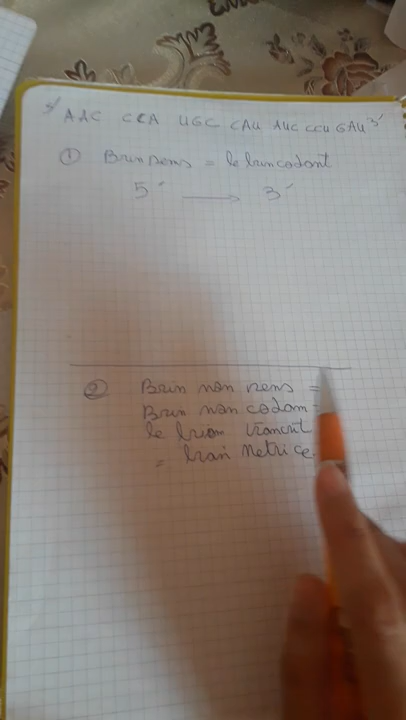 5' AAC CCA UGC CAU AUC CCU GAU 3'
① Brin sens = le brin codant
5' → 3'
② Brin non sens =
Brin non codant =
le brin transcrit
= brin Metrice.